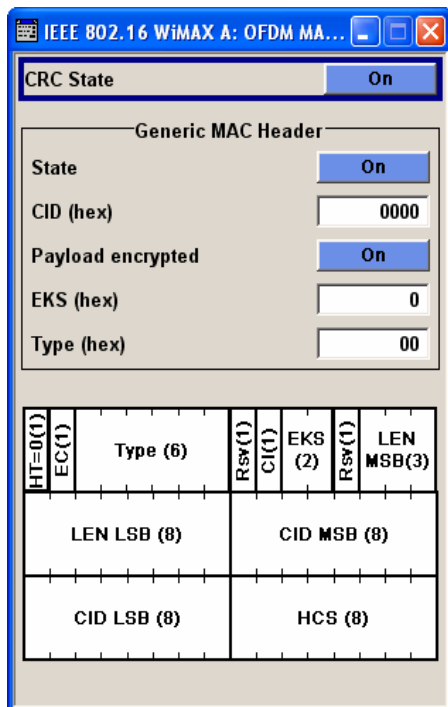 IEEE 802.16 WiMAX A: OFDM MA...
CRC State On
Generic MAC Header
State On
CID (hex) 0000
Payload encrypted On
EKS (hex) 0
Type (hex) 00
HT=0(1) EC(1) Type (6) Rsv(1) CI(1) EKS (2) Rsv(1) LEN MSB(3)
LEN LSB (8) CID MSB (8)
CID LSB (8) HCS (8)